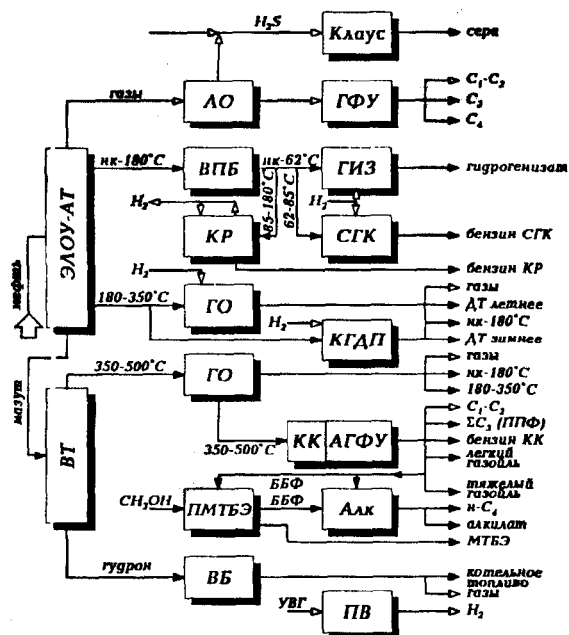 H₂S
Клаус
сера
газы
АО
ГФУ
C₁-C₂
C₃
C₄
ЭЛОУ-АТ
нк-180°С
ВПБ
нк-62°С
ГИЗ
гидрогенизат
H₂
85-180°С
62-85°С
H₂
КР
СГК
бензин СГК
бензин КР
нефть
H₂
180-350°С
ГО
газы
ДТ летнее
H₂
КГДП
нк-180°С
ДТ зимнее
мазут
350-500°С
ГО
газы
нк-180°С
180-350°С
ВТ
350-500°С
КК
АГФУ
C₁-C₂
ΣC₃ (ППФ)
бензин КК
легкий
газойль
ББФ
тяжелый
газойль
CH₃OH
ПМТБЭ
ББФ
Алк
н-C₄
алкилат
МТБЭ
гудрон
ВБ
котельное
топливо
газы
УВГ
ПВ
H₂